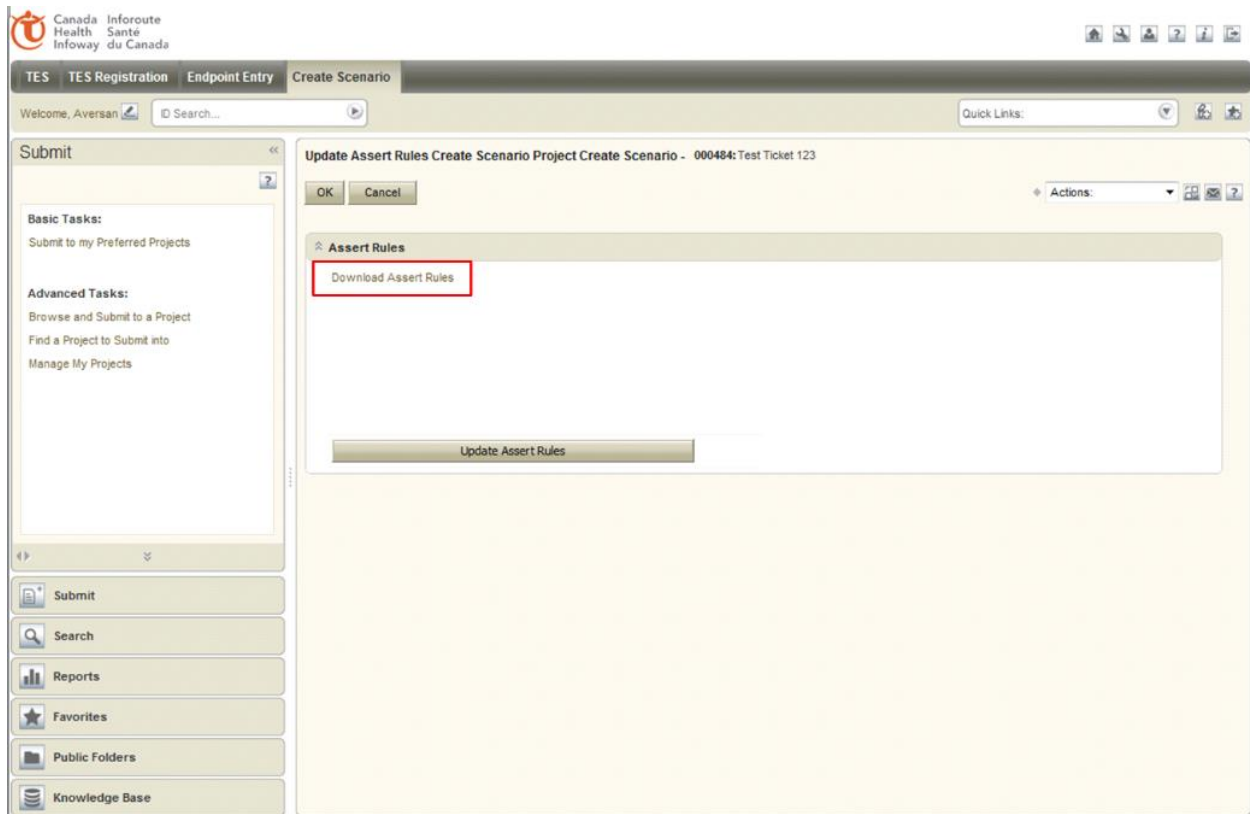 Canada Inforoute
Health Santé
Infoway du Canada
TES TES Registration Endpoint Entry Create Scenario
Welcome, Aversan ID Search... Quick Links:
Submit
Update Assert Rules Create Scenario Project Create Scenario - 000484: Test Ticket 123
OK Cancel Actions:
Basic Tasks:
Submit to my Preferred Projects
Advanced Tasks:
Browse and Submit to a Project
Find a Project to Submit into
Manage My Projects
Assert Rules
Download Assert Rules
Update Assert Rules
Submit
Search
Reports
Favorites
Public Folders
Knowledge Base